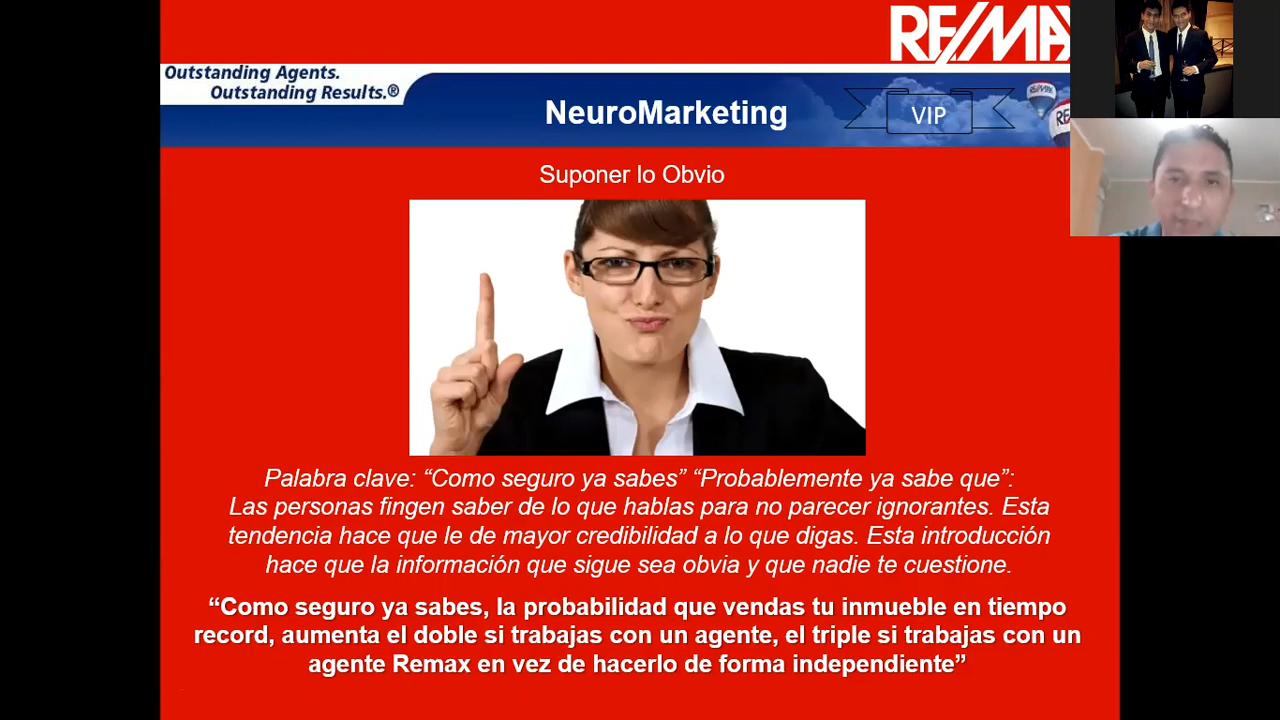 RE/MAX
Outstanding Agents.
Outstanding Results.®
NeuroMarketing
VIP
RE/MAX
RE
Suponer lo Obvio
Palabra clave: “Como seguro ya sabes” “Probablemente ya sabe que”:
Las personas fingen saber de lo que hablas para no parecer ignorantes. Esta
tendencia hace que le de mayor credibilidad a lo que digas. Esta introducción
hace que la información que sigue sea obvia y que nadie te cuestione.
“Como seguro ya sabes, la probabilidad que vendas tu inmueble en tiempo
record, aumenta el doble si trabajas con un agente, el triple si trabajas con un
agente Remax en vez de hacerlo de forma independiente”